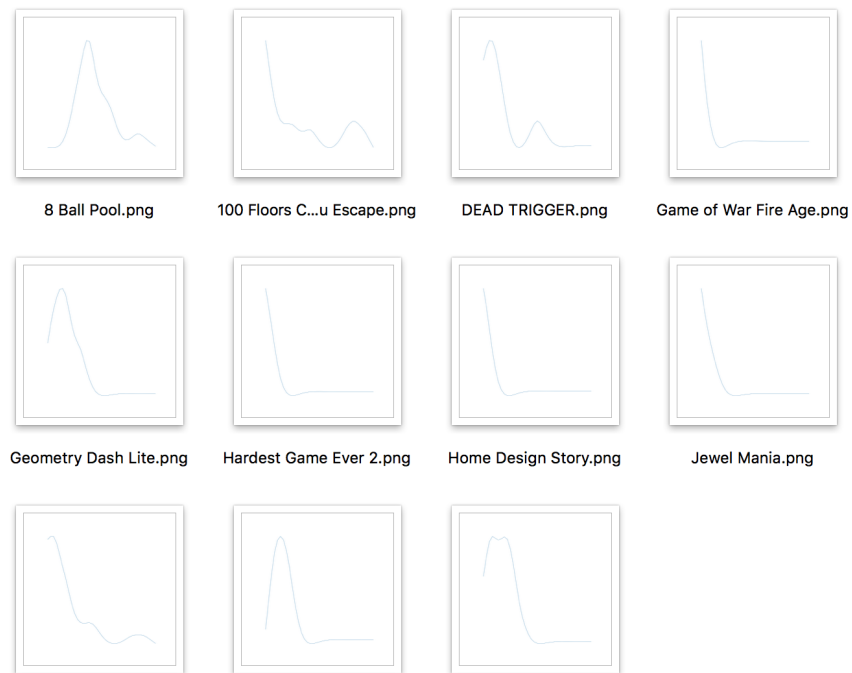 8 Ball Pool.png
100 Floors C...u Escape.png
DEAD TRIGGER.png
Game of War Fire Age.png
Geometry Dash Lite.png
Hardest Game Ever 2.png
Home Design Story.png
Jewel Mania.png